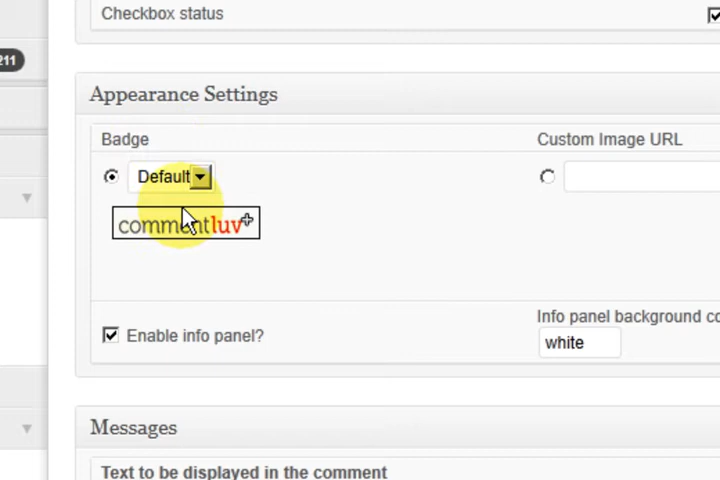 Checkbox status
211
Appearance Settings
Badge
Custom Image URL
Default
commentluv+
Enable info panel?
Info panel background co
white
Messages
Text to be displayed in the comment